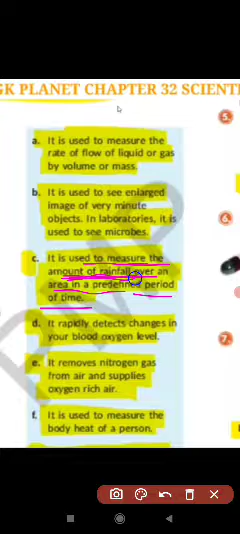 GK PLANET CHAPTER 32 SCIENT
5.
a. It is used to measure the
rate of flow of liquid or gas
by volume or mass.
b. It is used to see enlarged
image of very minute
objects. In laboratories, it is
used to see microbes.
6.
c. It is used to measure the
amount of rainfall over an
area in a predefined period
of time.
d. It rapidly detects changes in
your blood oxygen level.
7.
e. It removes nitrogen gas
from air and supplies
oxygen rich air.
f. It is used to measure the
body heat of a person.